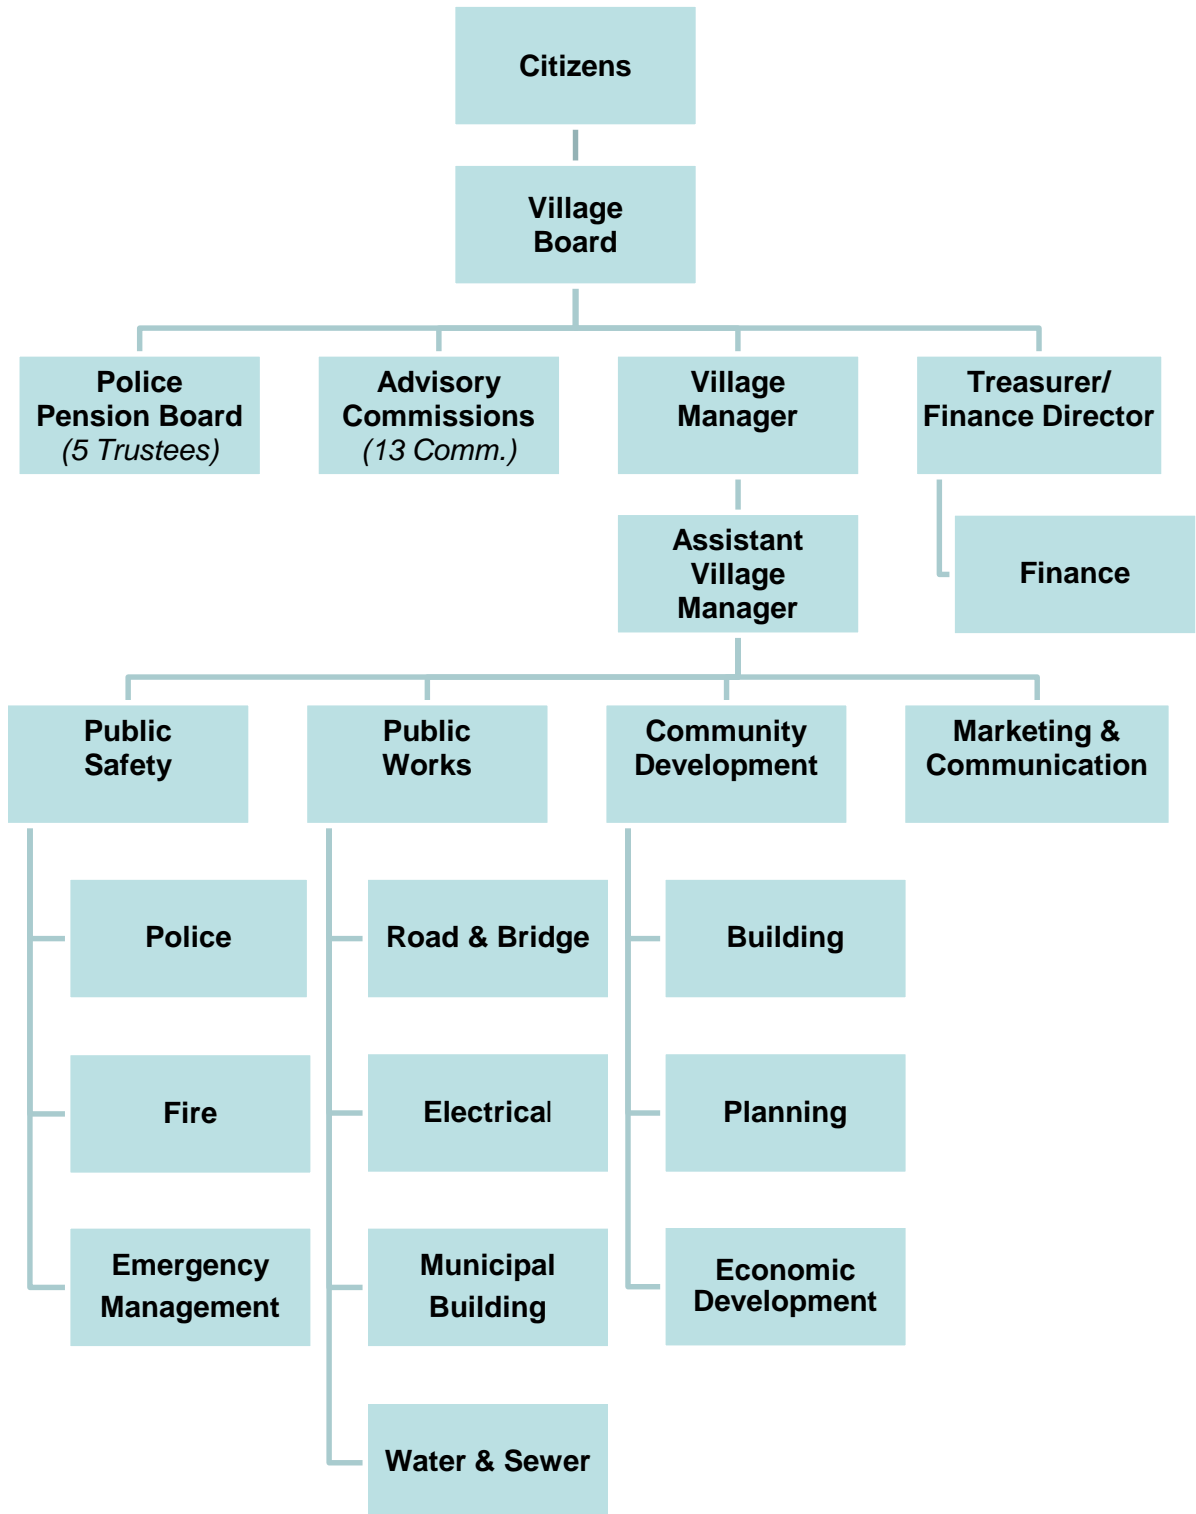 Citizens
Village
Board
Police
Pension Board
(5 Trustees)
Advisory
Commissions
(13 Comm.)
Village
Manager
Treasurer/
Finance Director
Assistant
Village
Manager
Finance
Public
Safety
Public
Works
Community
Development
Marketing &
Communication
Police
Road & Bridge
Building
Fire
Electrical
Planning
Emergency
Management
Municipal
Building
Economic
Development
Water & Sewer